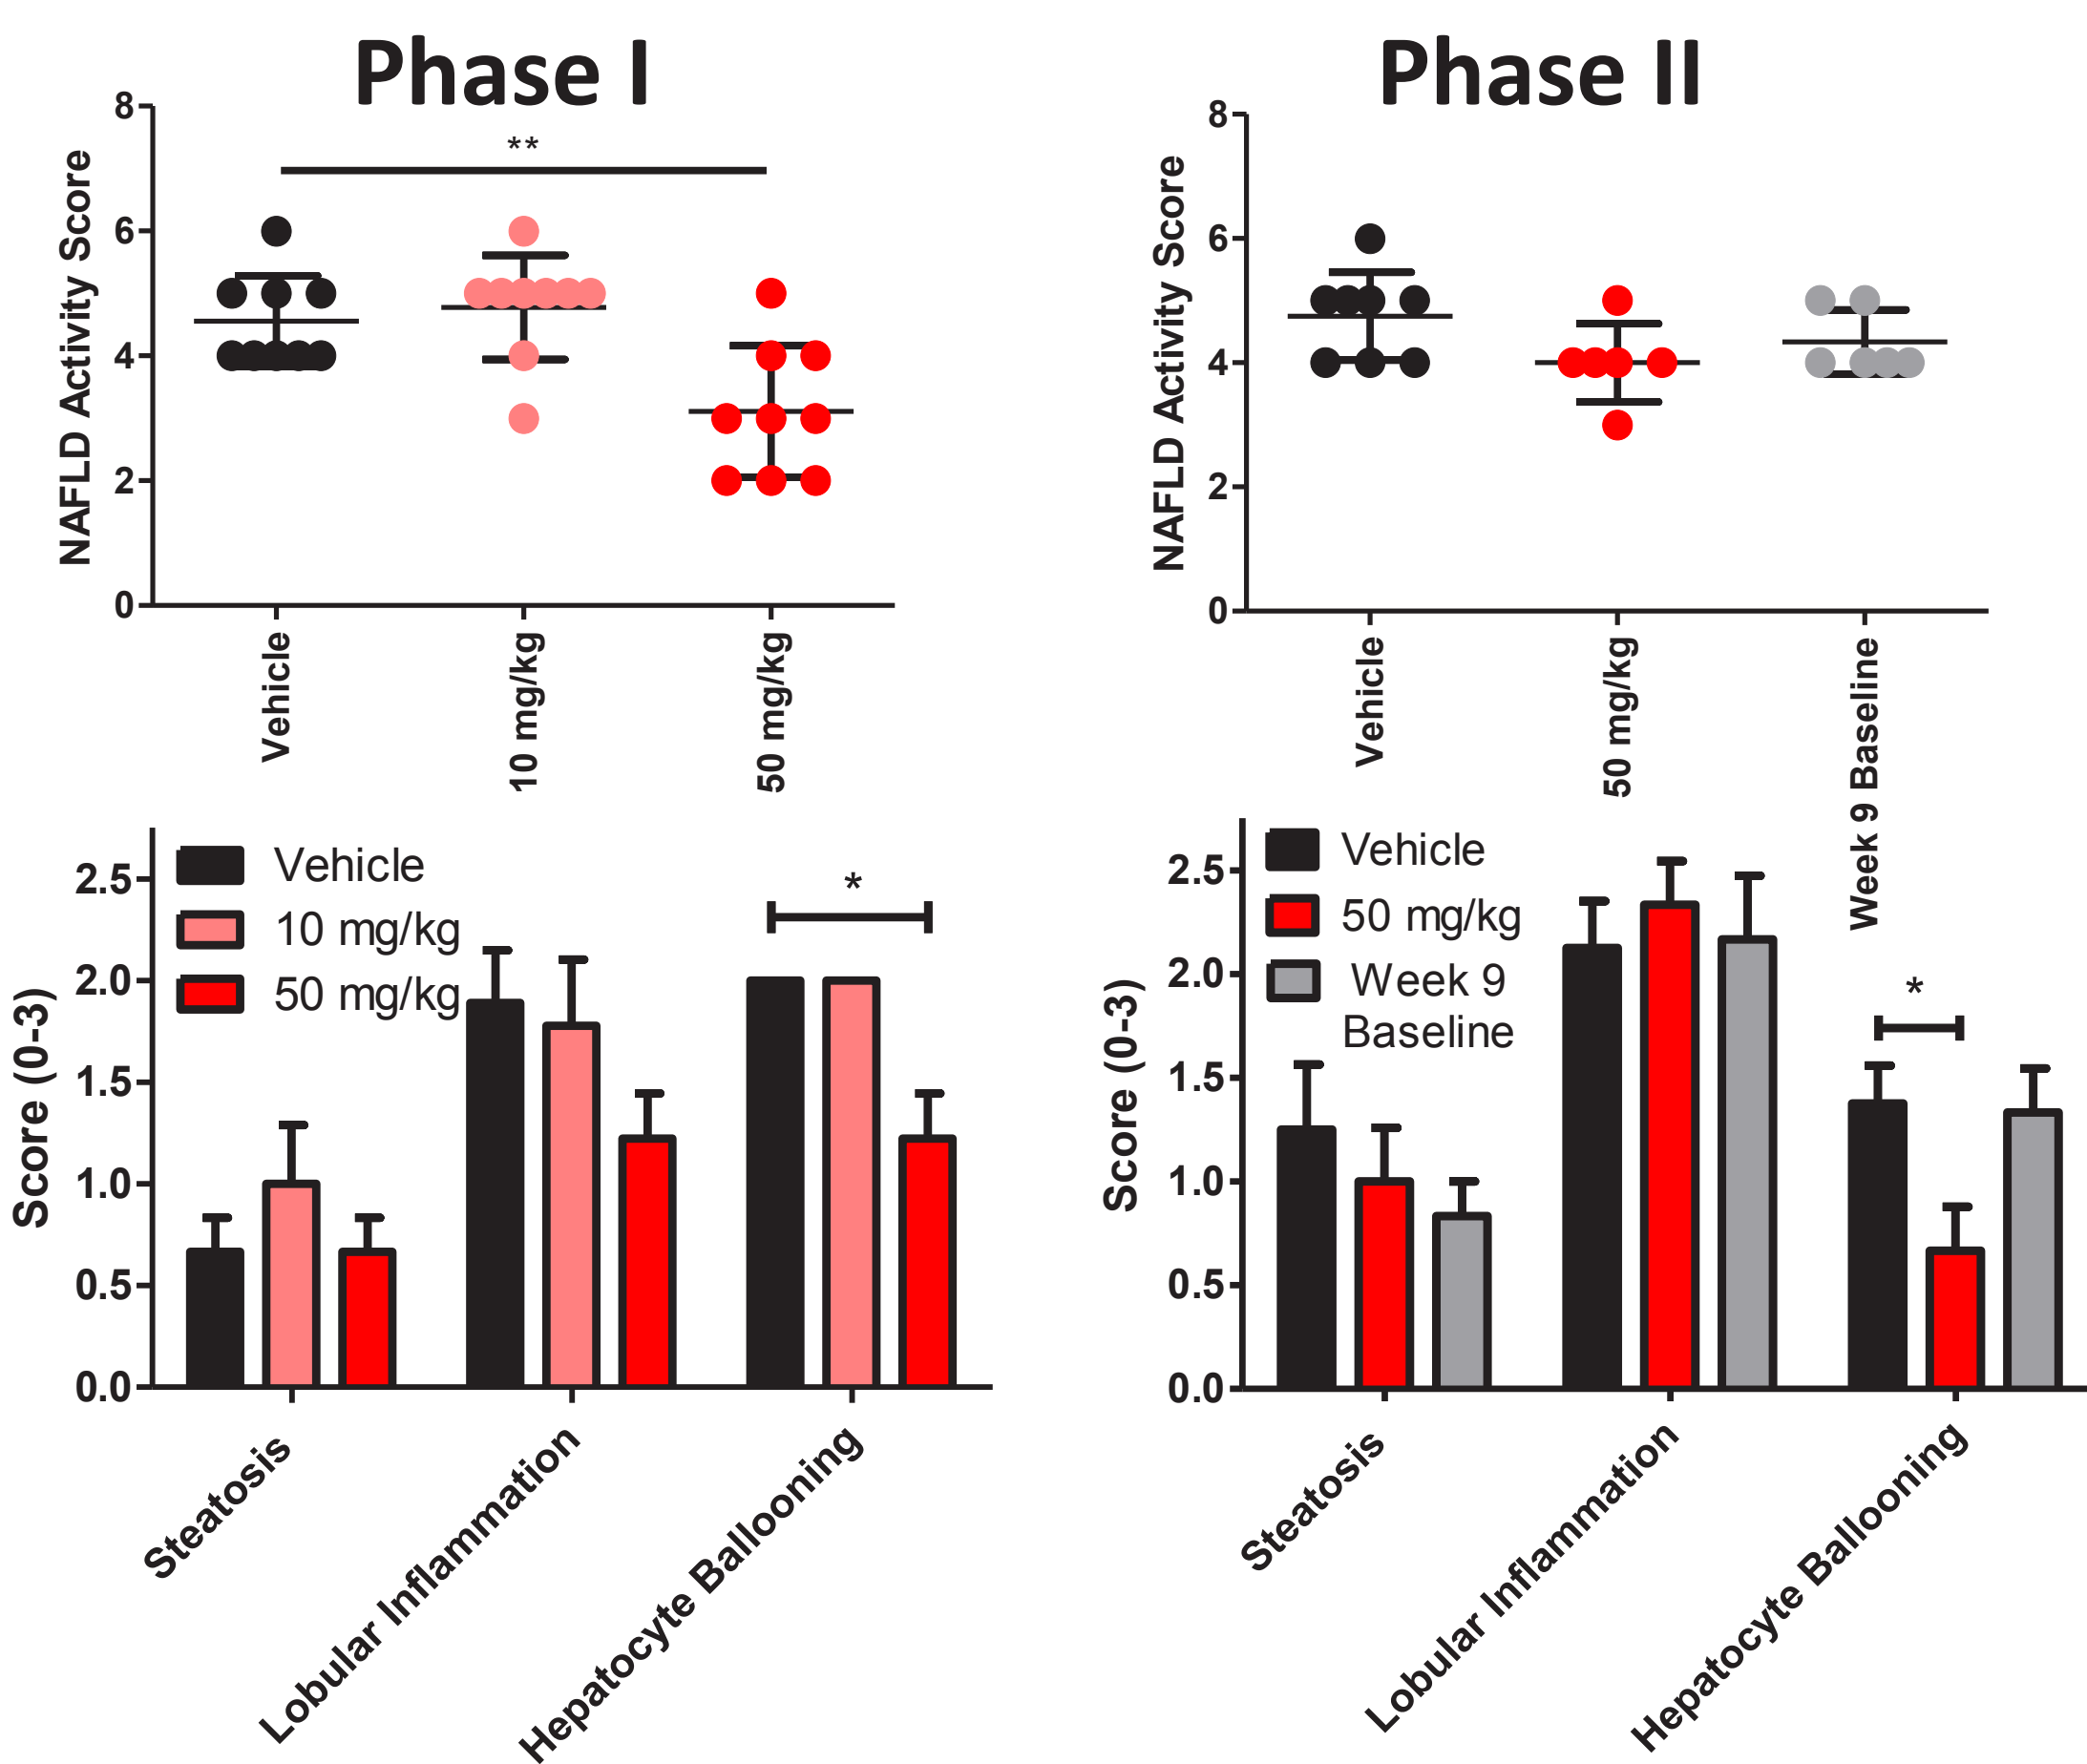 Phase I
NAFLD Activity Score
8
6
4
2
0
**
Vehicle
10 mg/kg
50 mg/kg
Phase II
NAFLD Activity Score
8
6
4
2
0
Vehicle
50 mg/kg
Week 9 Baseline
Score (0-3)
2.5
2.0
1.5
1.0
0.5
0.0
Vehicle
10 mg/kg
50 mg/kg
*
Steatosis
Lobular Inflammation
Hepatocyte Ballooning
Score (0-3)
2.5
2.0
1.5
1.0
0.5
0.0
Vehicle
50 mg/kg
Week 9
Baseline
*
Steatosis
Lobular Inflammation
Hepatocyte Ballooning